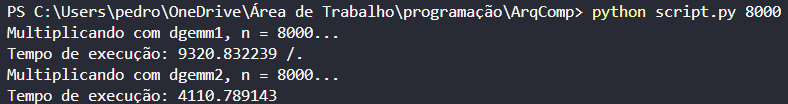 PS C:\Users\pedro\OneDrive\Área de Trabalho\programação\ArqComp> python script.py 8000
Multiplicando com dgemm1, n = 8000...
Tempo de execução: 9320.832239 /.
Multiplicando com dgemm2, n = 8000...
Tempo de execução: 4110.789143